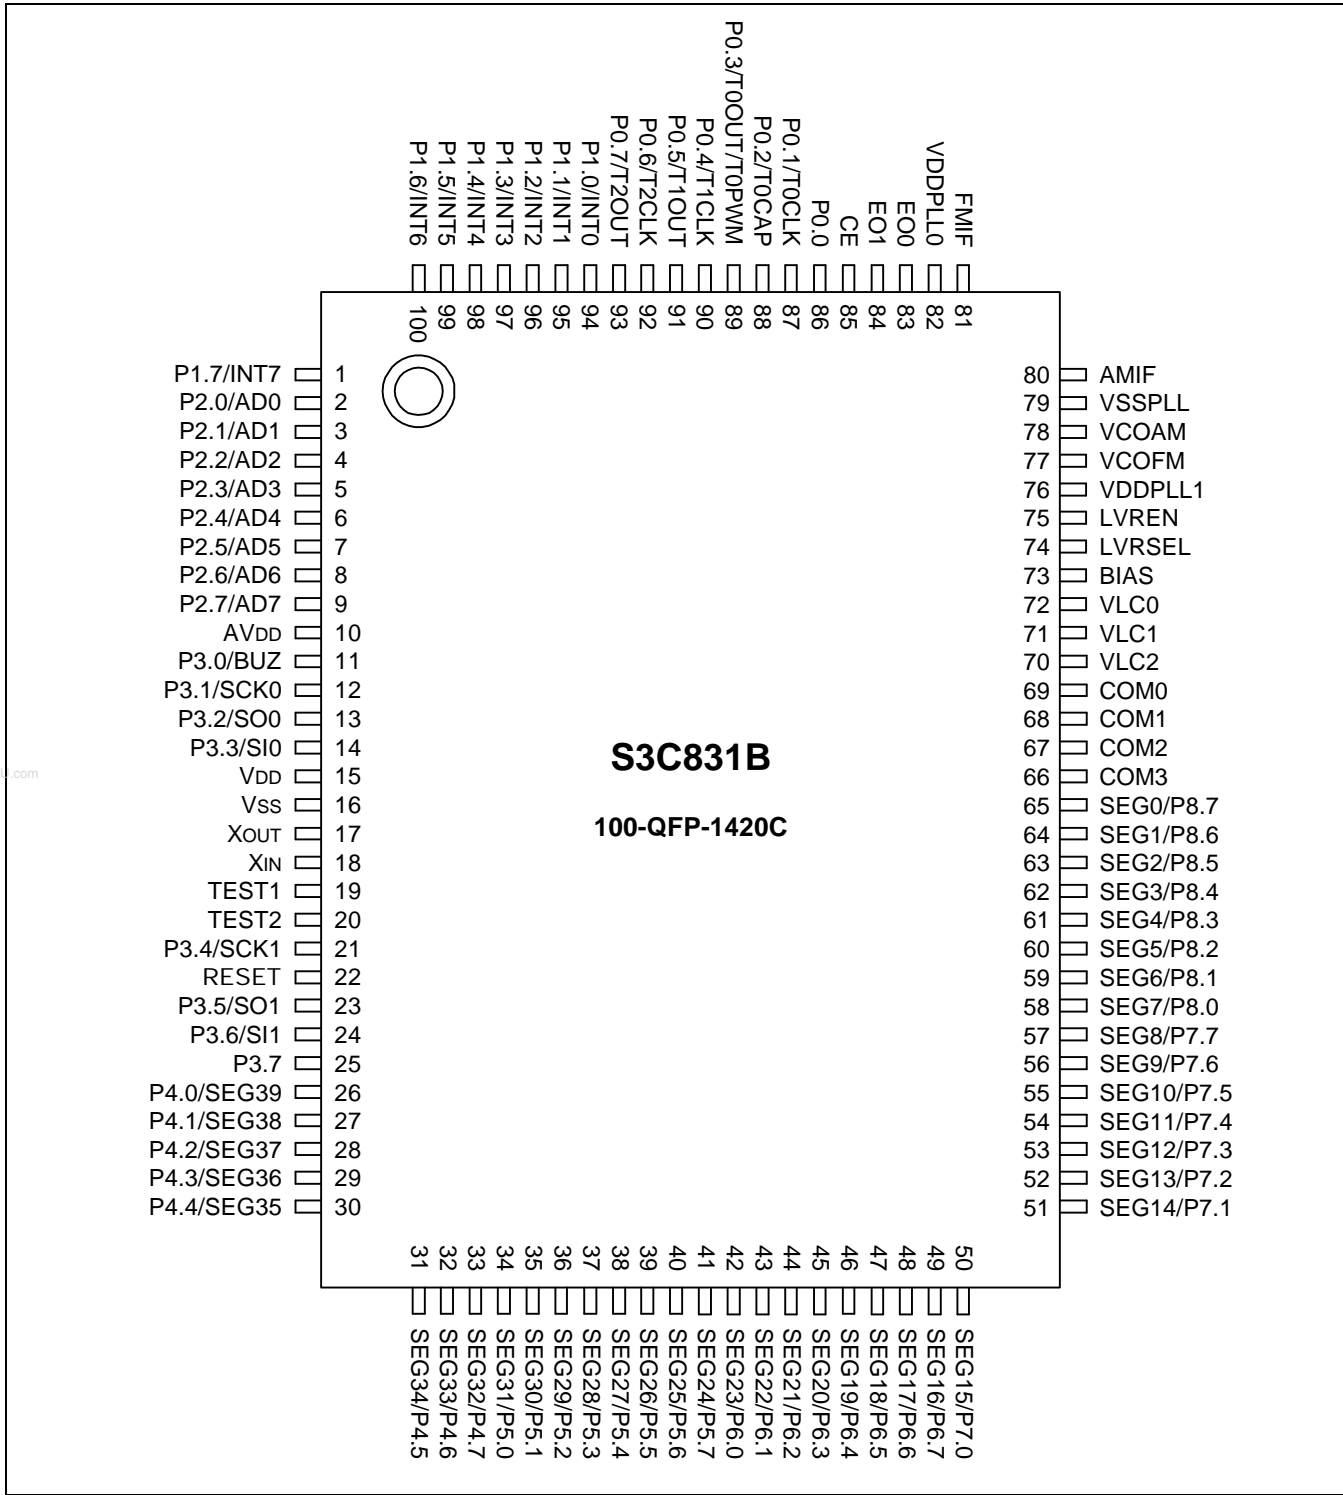 P1.6/INT6
P1.5/INT5
P1.4/INT4
P1.3/INT3
P1.2/INT2
P1.1/INT1
P1.0/INT0
P0.7/T2OUT
P0.6/T2CLK
P0.5/T1OUT
P0.4/T1CLK
P0.3/T0OUT/T0PWM
P0.2/T0CAP
P0.1/T0CLK
P0.0
CE
EO1
EO0
VDDPLL0
FMIF
100
99
98
97
96
95
94
93
92
91
90
89
88
87
86
85
84
83
82
81
P1.7/INT7 1
P2.0/AD0 2
P2.1/AD1 3
P2.2/AD2 4
P2.3/AD3 5
P2.4/AD4 6
P2.5/AD5 7
P2.6/AD6 8
P2.7/AD7 9
AVDD 10
P3.0/BUZ 11
P3.1/SCK0 12
P3.2/SO0 13
P3.3/SI0 14
VDD 15
VSS 16
XOUT 17
XIN 18
TEST1 19
TEST2 20
P3.4/SCK1 21
RESET 22
P3.5/SO1 23
P3.6/SI1 24
P3.7 25
P4.0/SEG39 26
P4.1/SEG38 27
P4.2/SEG37 28
P4.3/SEG36 29
P4.4/SEG35 30
S3C831B
100-QFP-1420C
80 AMIF
79 VSSPLL
78 VCOAM
77 VCOFM
76 VDDPLL1
75 LVREN
74 LVRSEL
73 BIAS
72 VLC0
71 VLC1
70 VLC2
69 COM0
68 COM1
67 COM2
66 COM3
65 SEG0/P8.7
64 SEG1/P8.6
63 SEG2/P8.5
62 SEG3/P8.4
61 SEG4/P8.3
60 SEG5/P8.2
59 SEG6/P8.1
58 SEG7/P8.0
57 SEG8/P7.7
56 SEG9/P7.6
55 SEG10/P7.5
54 SEG11/P7.4
53 SEG12/P7.3
52 SEG13/P7.2
51 SEG14/P7.1
31
32
33
34
35
36
37
38
39
40
41
42
43
44
45
46
47
48
49
50
SEG34/P4.5
SEG33/P4.6
SEG32/P4.7
SEG31/P5.0
SEG30/P5.1
SEG29/P5.2
SEG28/P5.3
SEG27/P5.4
SEG26/P5.5
SEG25/P5.6
SEG24/P5.7
SEG23/P6.0
SEG22/P6.1
SEG21/P6.2
SEG20/P6.3
SEG19/P6.4
SEG18/P6.5
SEG17/P6.6
SEG16/P6.7
SEG15/P7.0